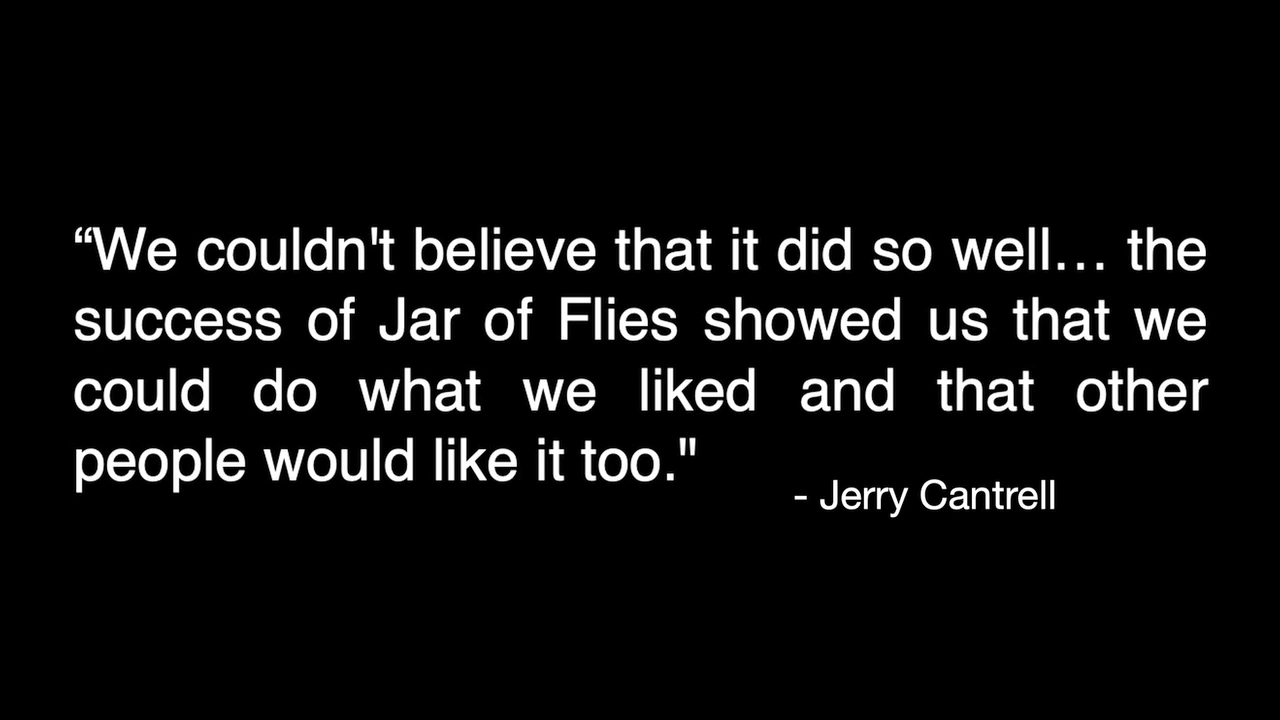 “We couldn't believe that it did so well… the
success of Jar of Flies showed us that we
could do what we liked and that other
people would like it too."
- Jerry Cantrell